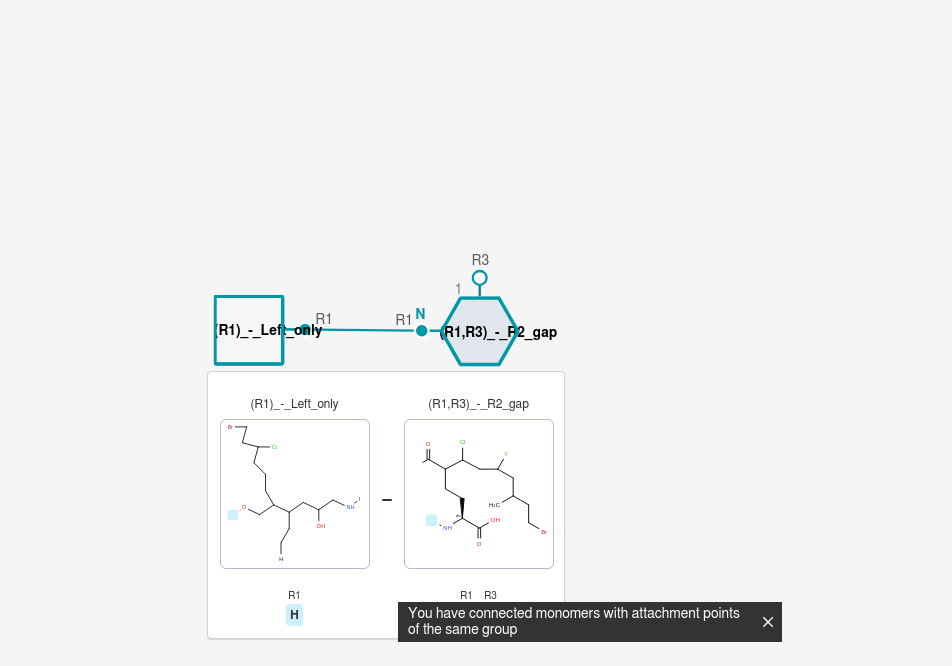 R3
1
N
R1
R1
(R1)_-_Left_only
(R1,R3)_-_R2_gap
(R1)_-_Left_only
(R1,R3)_-_R2_gap
Br
Cl
O
OH
NH
I
H
O
Cl
F
H₃C
NH
OH
O
Br
R1
R1 R3
H
You have connected monomers with attachment points
of the same group